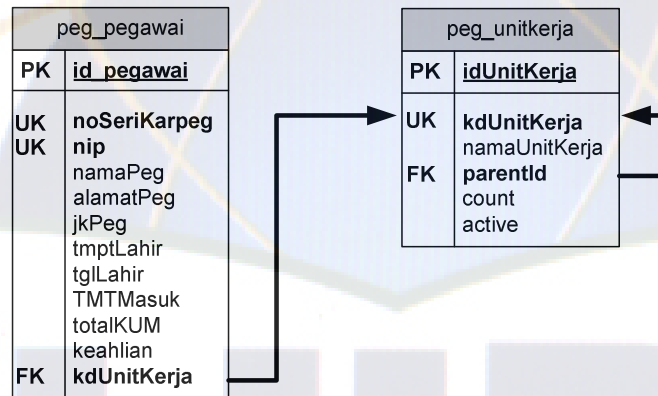 peg_pegawai
PK id_pegawai
UK noSeriKarpeg
UK nip
namaPeg
alamatPeg
jkPeg
tmptLahir
tglLahir
TMTMasuk
totalKUM
keahlian
FK kdUnitKerja
peg_unitkerja
PK idUnitKerja
UK kdUnitKerja
namaUnitKerja
FK parentId
count
active